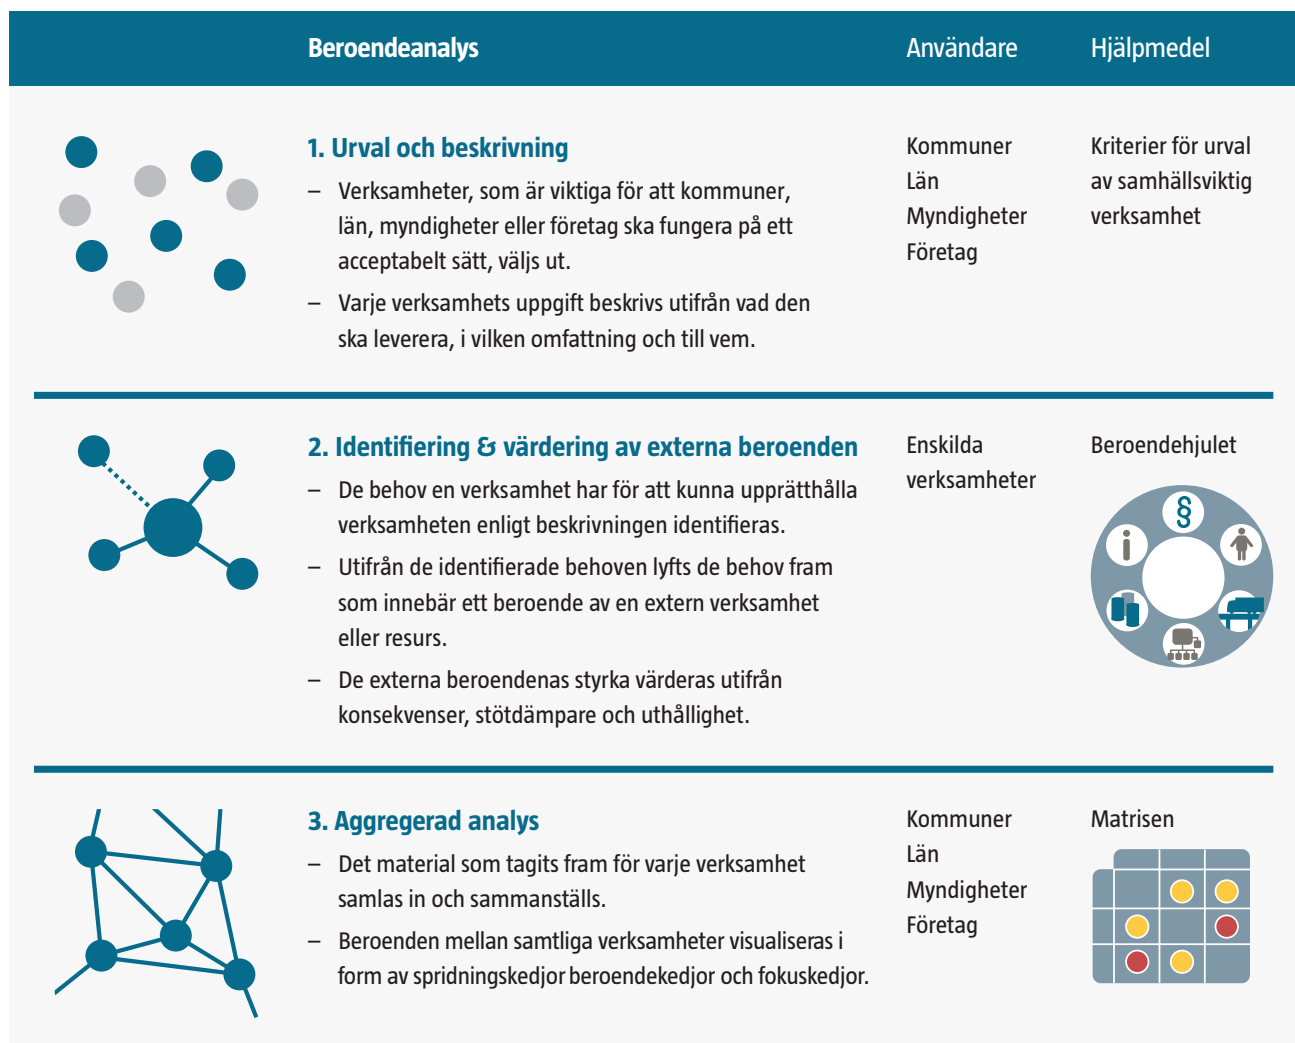 Beroendeanalys
Användare
Hjälpmedel
1. Urval och beskrivning
– Verksamheter, som är viktiga för att kommuner,
län, myndigheter eller företag ska fungera på ett
acceptabelt sätt, väljs ut.
– Varje verksamhets uppgift beskrivs utifrån vad den
ska leverera, i vilken omfattning och till vem.
Kommuner
Län
Myndigheter
Företag
Kriterier för urval
av samhällsviktig
verksamhet
2. Identifiering & värdering av externa beroenden
– De behov en verksamhet har för att kunna upprätthålla
verksamheten enligt beskrivningen identifieras.
– Utifrån de identifierade behoven lyfts de behov fram
som innebär ett beroende av en extern verksamhet
eller resurs.
– De externa beroendenas styrka värderas utifrån
konsekvenser, stötdämpare och uthållighet.
Enskilda
verksamheter
Beroendehjulet
§
i
3. Aggregerad analys
– Det material som tagits fram för varje verksamhet
samlas in och sammanställs.
– Beroenden mellan samtliga verksamheter visualiseras i
form av spridningskedjor beroendekedjor och fokuskedjor.
Kommuner
Län
Myndigheter
Företag
Matrisen